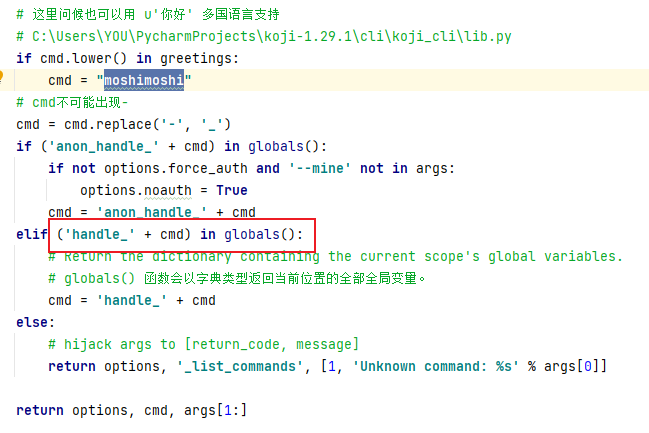 # 这里问候也可以用 U'你好' 多国语言支持
# C:\Users\YOU\PycharmProjects\koji-1.29.1\cli\koji_cli\lib.py
if cmd.lower() in greetings:
    cmd = "moshimoshi"
# cmd不可能出现-
cmd = cmd.replace('-', '_')
if ('anon_handle_' + cmd) in globals():
    if not options.force_auth and '--mine' not in args:
        options.noauth = True
    cmd = 'anon_handle_' + cmd
elif ('handle_' + cmd) in globals():
    # Return the dictionary containing the current scope's global variables.
    # globals() 函数会以字典类型返回当前位置的全部全局变量。
    cmd = 'handle_' + cmd
else:
    # hijack args to [return_code, message]
    return options, '_list_commands', [1, 'Unknown command: %s' % args[0]]
return options, cmd, args[1:]